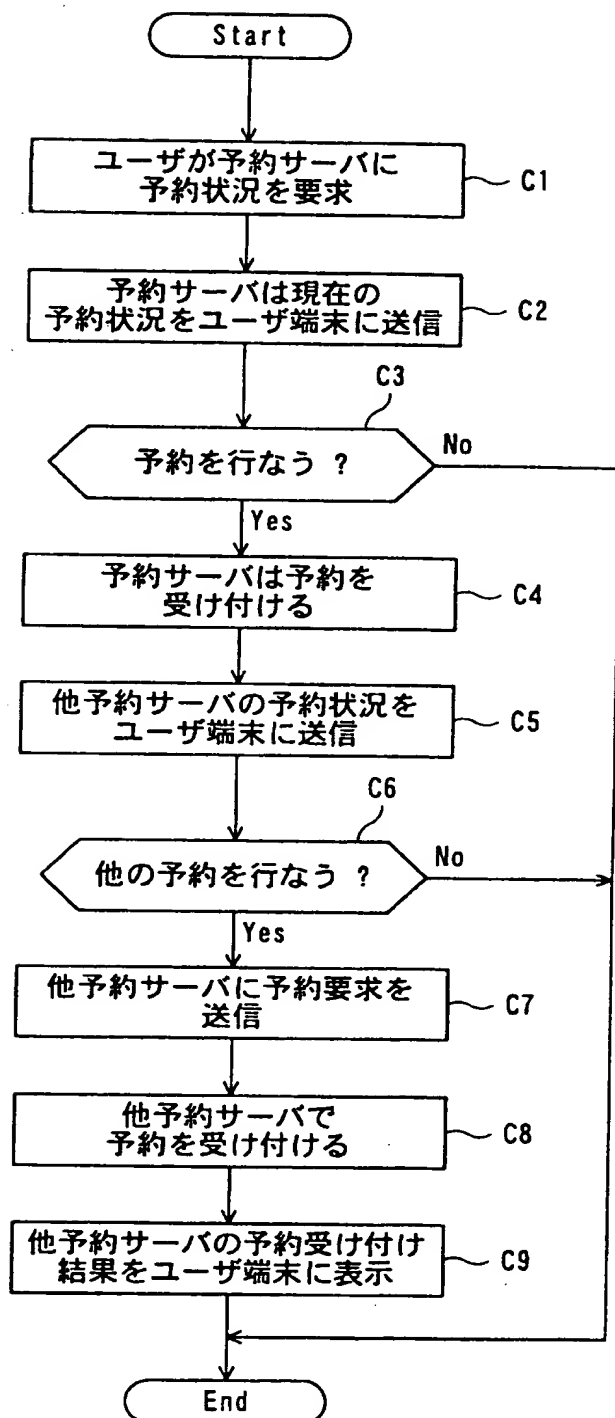 Start
ユーザが予約サーバに
予約状況を要求
C1
予約サーバは現在の
予約状況をユーザ端末に送信
C2
C3
予約を行なう ?
No
Yes
予約サーバは予約を
受け付ける
C4
他予約サーバの予約状況を
ユーザ端末に送信
C5
C6
他の予約を行なう ?
No
Yes
他予約サーバに予約要求を
送信
C7
他予約サーバで
予約を受け付ける
C8
他予約サーバの予約受け付け
結果をユーザ端末に表示
C9
End